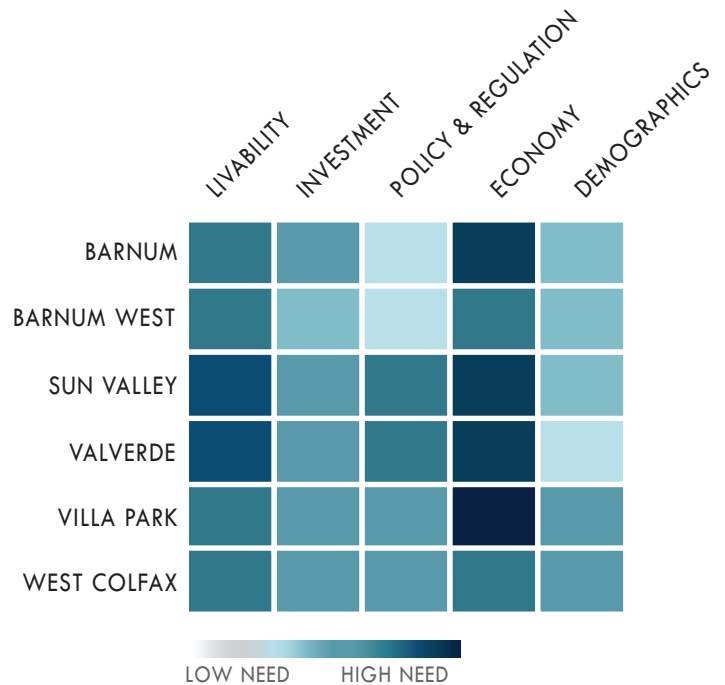 LIVABILITY
INVESTMENT
POLICY & REGULATION
ECONOMY
DEMOGRAPHICS
BARNUM
BARNUM WEST
SUN VALLEY
VALVERDE
VILLA PARK
WEST COLFAX
LOW NEED
HIGH NEED